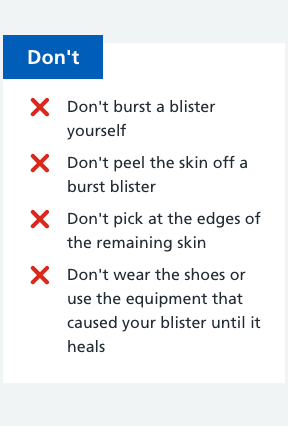 Don't
Don't burst a blister
yourself
Don't peel the skin off a
burst blister
Don't pick at the edges of
the remaining skin
Don't wear the shoes or
use the equipment that
caused your blister until it
heals